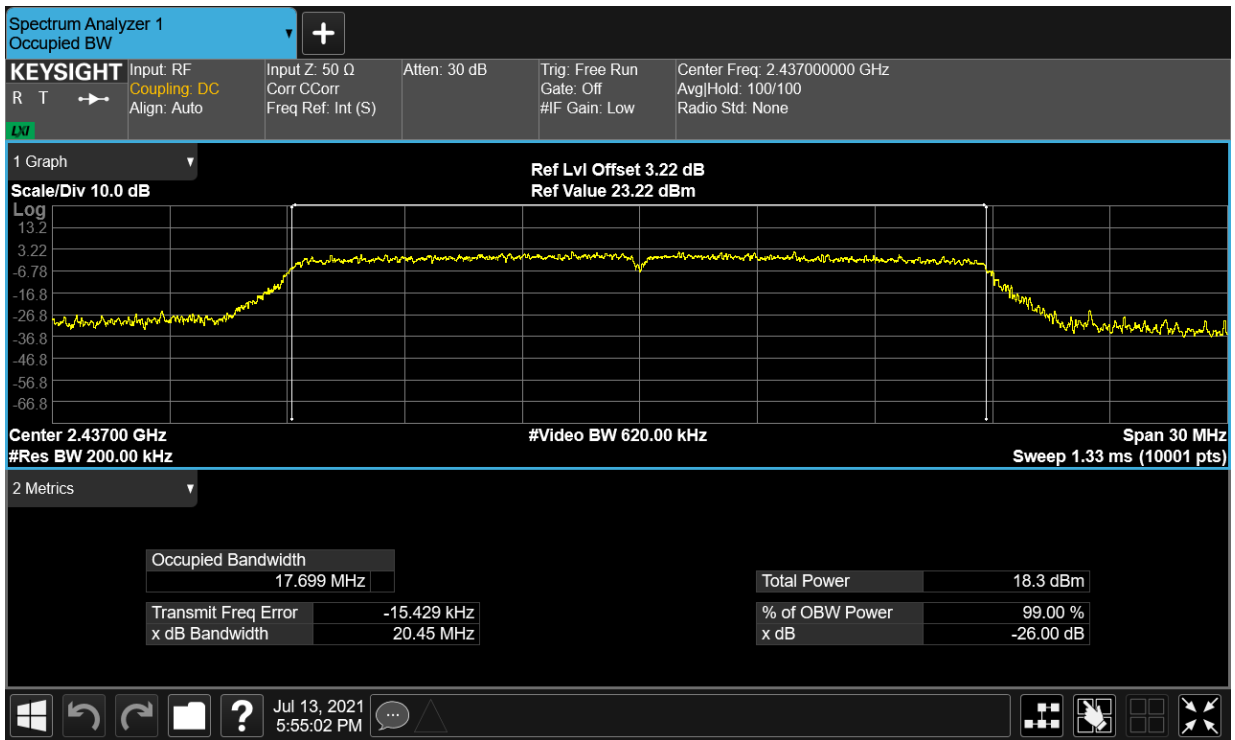 Spectrum Analyzer 1
Occupied BW
KEYSIGHT
R T
LXI
Input: RF
Coupling: DC
Align: Auto
Input Z: 50 Ω
Corr CCorr
Freq Ref: Int (S)
Atten: 30 dB
Trig: Free Run
Gate: Off
#IF Gain: Low
Center Freq: 2.437000000 GHz
Avg|Hold: 100/100
Radio Std: None
1 Graph
Scale/Div 10.0 dB
Ref Lvl Offset 3.22 dB
Ref Value 23.22 dBm
Log
13.2
3.22
-6.78
-16.8
-26.8
-36.8
-46.8
-56.8
-66.8
Center 2.43700 GHz
#Video BW 620.00 kHz
Span 30 MHz
#Res BW 200.00 kHz
Sweep 1.33 ms (10001 pts)
2 Metrics
Occupied Bandwidth
17.699 MHz
Total Power 18.3 dBm
Transmit Freq Error -15.429 kHz
% of OBW Power 99.00 %
x dB Bandwidth 20.45 MHz
x dB -26.00 dB
?
Jul 13, 2021
5:55:02 PM